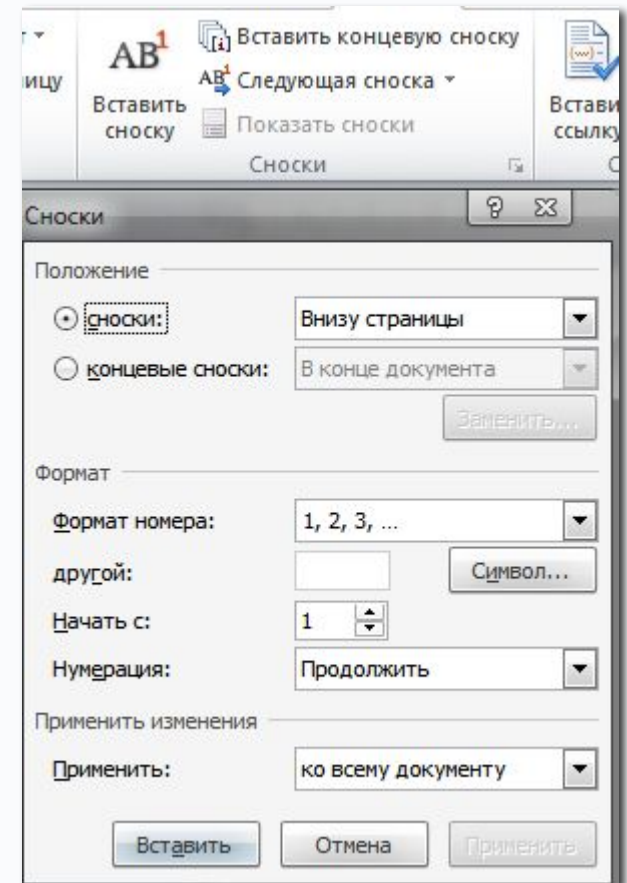 ницу
AB1
Вставить
сноску
Вставить концевую сноску
AB1 Следующая сноска
Показать сноски
Сноски
Встави
ссылку
Сноски
Положение
сноски: Внизу страницы
концевые сноски: В конце документа
Заменить...
Формат
Формат номера: 1, 2, 3, ...
другой: Символ...
Начать с: 1
Нумерация: Продолжить
Применить изменения
Применить: ко всему документу
Вставить Отмена Применить